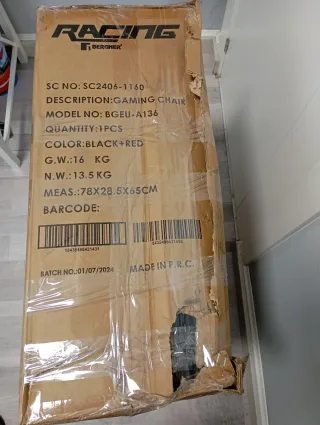 RACING
BERGNER
SC NO: SC2406-1160
DESCRIPTION:GAMING CHAIR
MODEL NO: BGEU-A136
QUANTITY:1PCS
COLOR:BLACK+RED
G.W.:16 KG
N.W.:13.5 KG
MEAS.:78X28.5X65CM
BARCODE:
BATCH NO.:01/07/2024 MADE IN P.R.C.